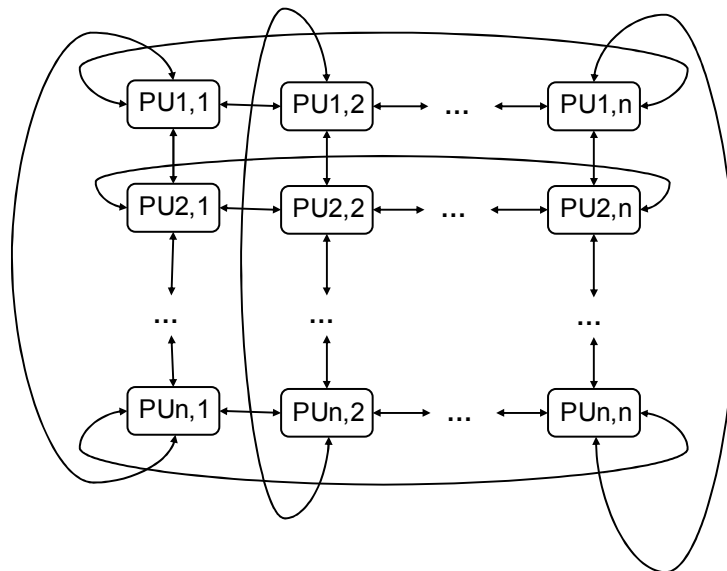 PU1,1 PU1,2 ... PU1,n
PU2,1 PU2,2 ... PU2,n
... ... ...
PUn,1 PUn,2 ... PUn,n